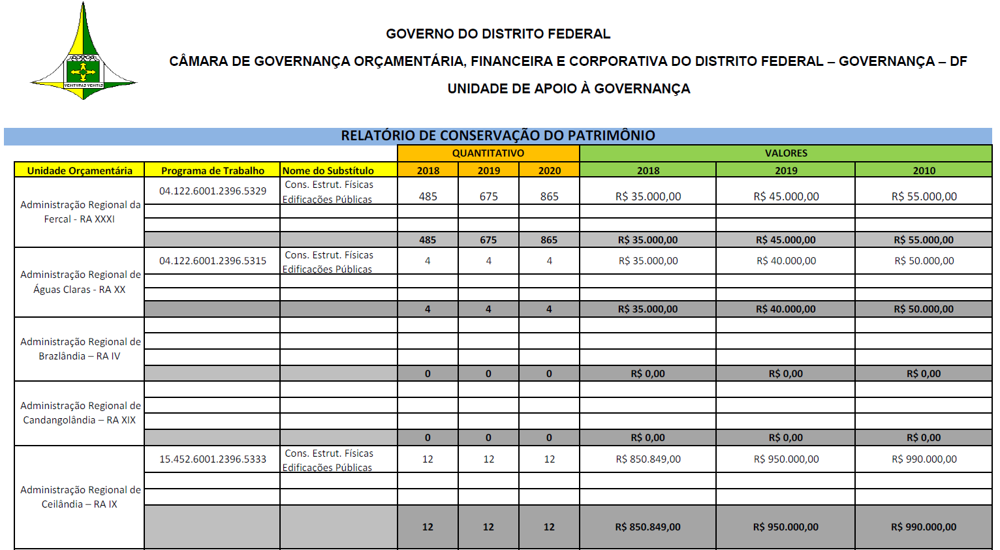 GOVERNO DO DISTRITO FEDERAL
CÂMARA DE GOVERNANÇA ORÇAMENTÁRIA, FINANCEIRA E CORPORATIVA DO DISTRITO FEDERAL – GOVERNANÇA – DF
UNIDADE DE APOIO À GOVERNANÇA
VENTVRIS VENTIS
RELATÓRIO DE CONSERVAÇÃO DO PATRIMÔNIO
QUANTITATIVO VALORES
Unidade Orçamentária Programa de Trabalho Nome do Substítulo 2018 2019 2020 2018 2019 2010
Administração Regional da
Fercal - RA XXXI
04.122.6001.2396.5329 Cons. Estrut. Físicas
Edificações Públicas
485 675 865 R$ 35.000,00 R$ 45.000,00 R$ 55.000,00
485 675 865 R$ 35.000,00 R$ 45.000,00 R$ 55.000,00
Administração Regional de
Águas Claras - RA XX
04.122.6001.2396.5315 Cons. Estrut. Físicas
Edificações Públicas
4 4 4 R$ 35.000,00 R$ 40.000,00 R$ 50.000,00
4 4 4 R$ 35.000,00 R$ 40.000,00 R$ 50.000,00
Administração Regional de
Brazlândia – RA IV
0 0 0 R$ 0,00 R$ 0,00 R$ 0,00
Administração Regional de
Candangolândia – RA XIX
0 0 0 R$ 0,00 R$ 0,00 R$ 0,00
Administração Regional de
Ceilândia – RA IX
15.452.6001.2396.5333 Cons. Estrut. Físicas
Edificações Públicas
12 12 12 R$ 850.849,00 R$ 950.000,00 R$ 990.000,00
12 12 12 R$ 850.849,00 R$ 950.000,00 R$ 990.000,00